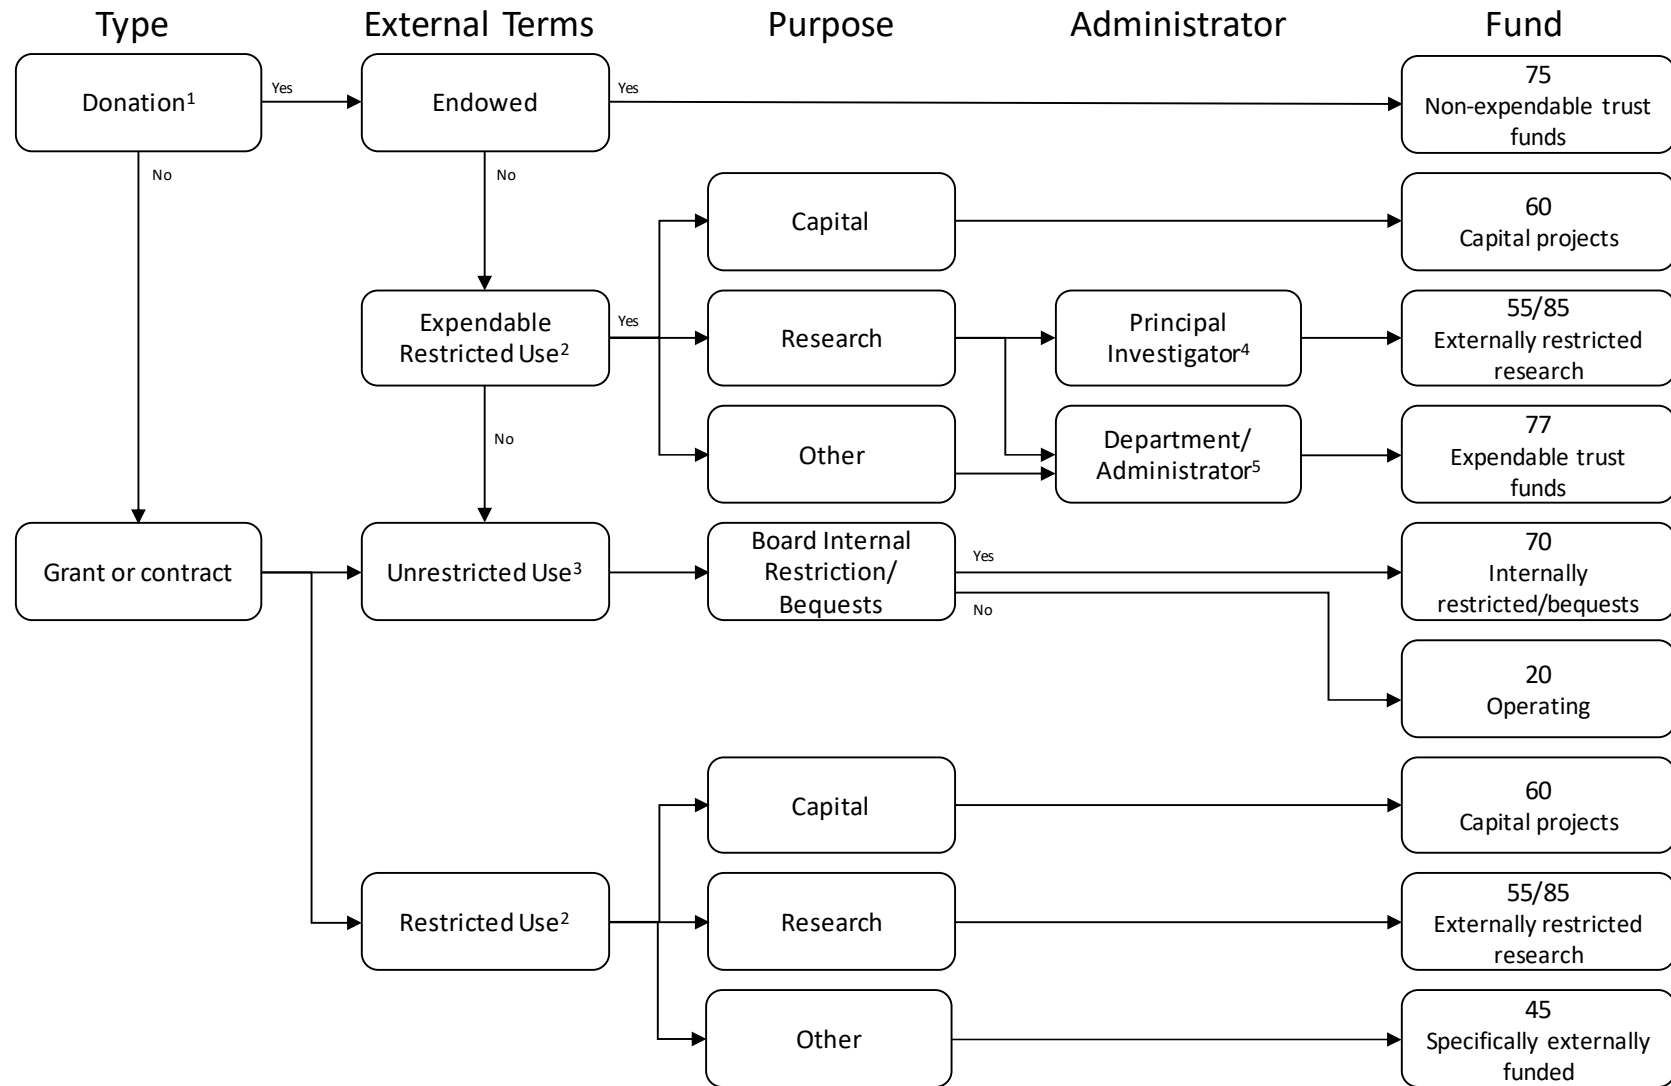 Type
External Terms
Purpose
Administrator
Fund
Donation¹
Yes
Endowed
Yes
75
Non-expendable trust
funds
No
No
Capital
60
Capital projects
Expendable
Restricted Use²
Yes
Research
Principal
Investigator⁴
55/85
Externally restricted
research
No
Other
Department/
Administrator⁵
77
Expendable trust
funds
Grant or contract
Unrestricted Use³
Board Internal
Restriction/
Bequests
Yes
No
70
Internally
restricted/bequests
20
Operating
Capital
60
Capital projects
Restricted Use²
Research
55/85
Externally restricted
research
Other
45
Specifically externally
funded